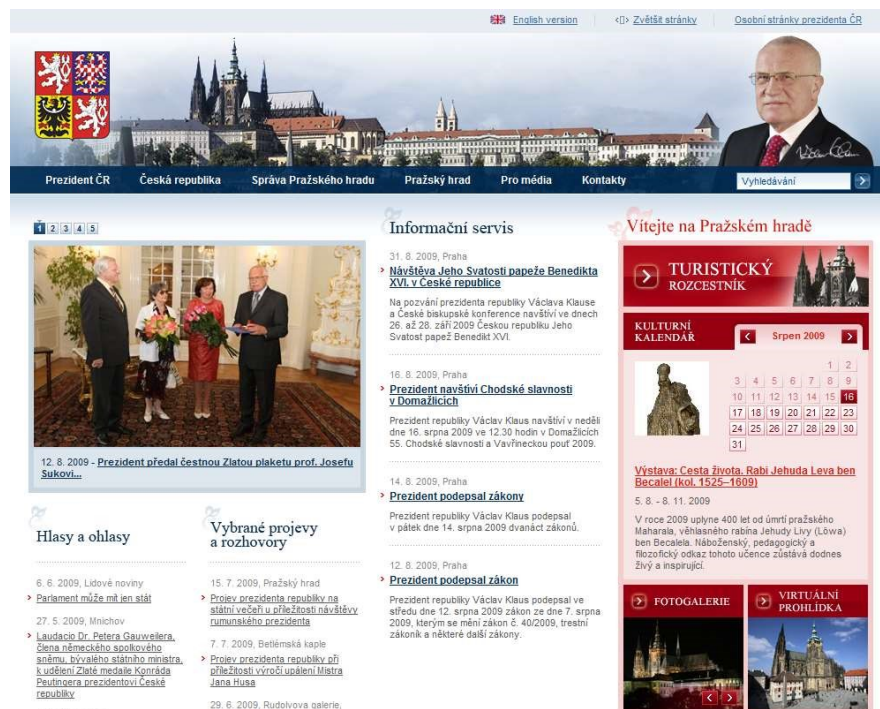 English version
Zvětšit stránky
Osobní stránky prezidenta ČR
Prezident ČR
Česká republika
Správa Pražského hradu
Pražský hrad
Pro média
Kontakty
Vyhledávání
1 2 3 4 5
12. 8. 2009 - Prezident předal čestnou Zlatou plaketu prof. Josefu
Sukovi...
Hlasy a ohlasy
6. 6. 2009, Lidové noviny
Parlament může mít jen stát
27. 5. 2009, Mnichov
Laudacio Dr. Petera Gauweilera,
člena německého spolkového
sněmu, bývalého státního ministra,
k udělení Zlaté medaile Konráda
Peutingera prezidentovi České
republiky
Vybrané projevy
a rozhovory
15. 7. 2009, Pražský hrad
Projev prezidenta republiky na
státní večeři u příležitosti návštěvy
rumunského prezidenta
7. 7. 2009, Betlémská kaple
Projev prezidenta republiky při
příležitosti výročí upálení Mistra
Jana Husa
29. 6. 2009, Rudolvova galerie,
Informační servis
31. 8. 2009, Praha
Návštěva Jeho Svatosti papeže Benedikta
XVI. v České republice
Na pozvání prezidenta republiky Václava Klause
a České biskupské konference navštíví ve dnech
26. až 28. září 2009 Českou republiku Jeho
Svatost papež Benedikt XVI.
16. 8. 2009, Praha
Prezident navštíví Chodské slavnosti
v Domažlicích
Prezident republiky Václav Klaus navštíví v neděli
dne 16. srpna 2009 ve 12.30 hodin v Domažlicích
55. Chodské slavnosti a Vavřineckou pouť 2009.
14. 8. 2009, Praha
Prezident podepsal zákony
Prezident republiky Václav Klaus podepsal
v pátek dne 14. srpna 2009 dvanáct zákonů.
12. 8. 2009, Praha
Prezident podepsal zákon
Prezident republiky Václav Klaus podepsal ve
středu dne 12. srpna 2009 zákon ze dne 7. srpna
2009, kterým se mění zákon č. 40/2009, trestní
zákoník a některé další zákony.
Vítejte na Pražském hradě
TURISTICKÝ
ROZCESTNÍK
KULTURNÍ
KALENDÁŘ
Srpen 2009
1 2
3 4 5 6 7 8 9
10 11 12 13 14 15 16
17 18 19 20 21 22 23
24 25 26 27 28 29 30
31
Výstava: Cesta života. Rabi Jehuda Leva ben
Becalel (kol. 1525–1609)
5. 8. - 8. 11. 2009
V roce 2009 uplyne 400 let od úmrtí pražského
Maharala, věhlasného rabína Jehudy Livy (Löwa)
ben Becalela. Náboženský, pedagogický a
filozofický odkaz tohoto učence zůstává dodnes
živý a inspirující.
FOTOGALERIE
VIRTUÁLNÍ
PROHLÍDKA